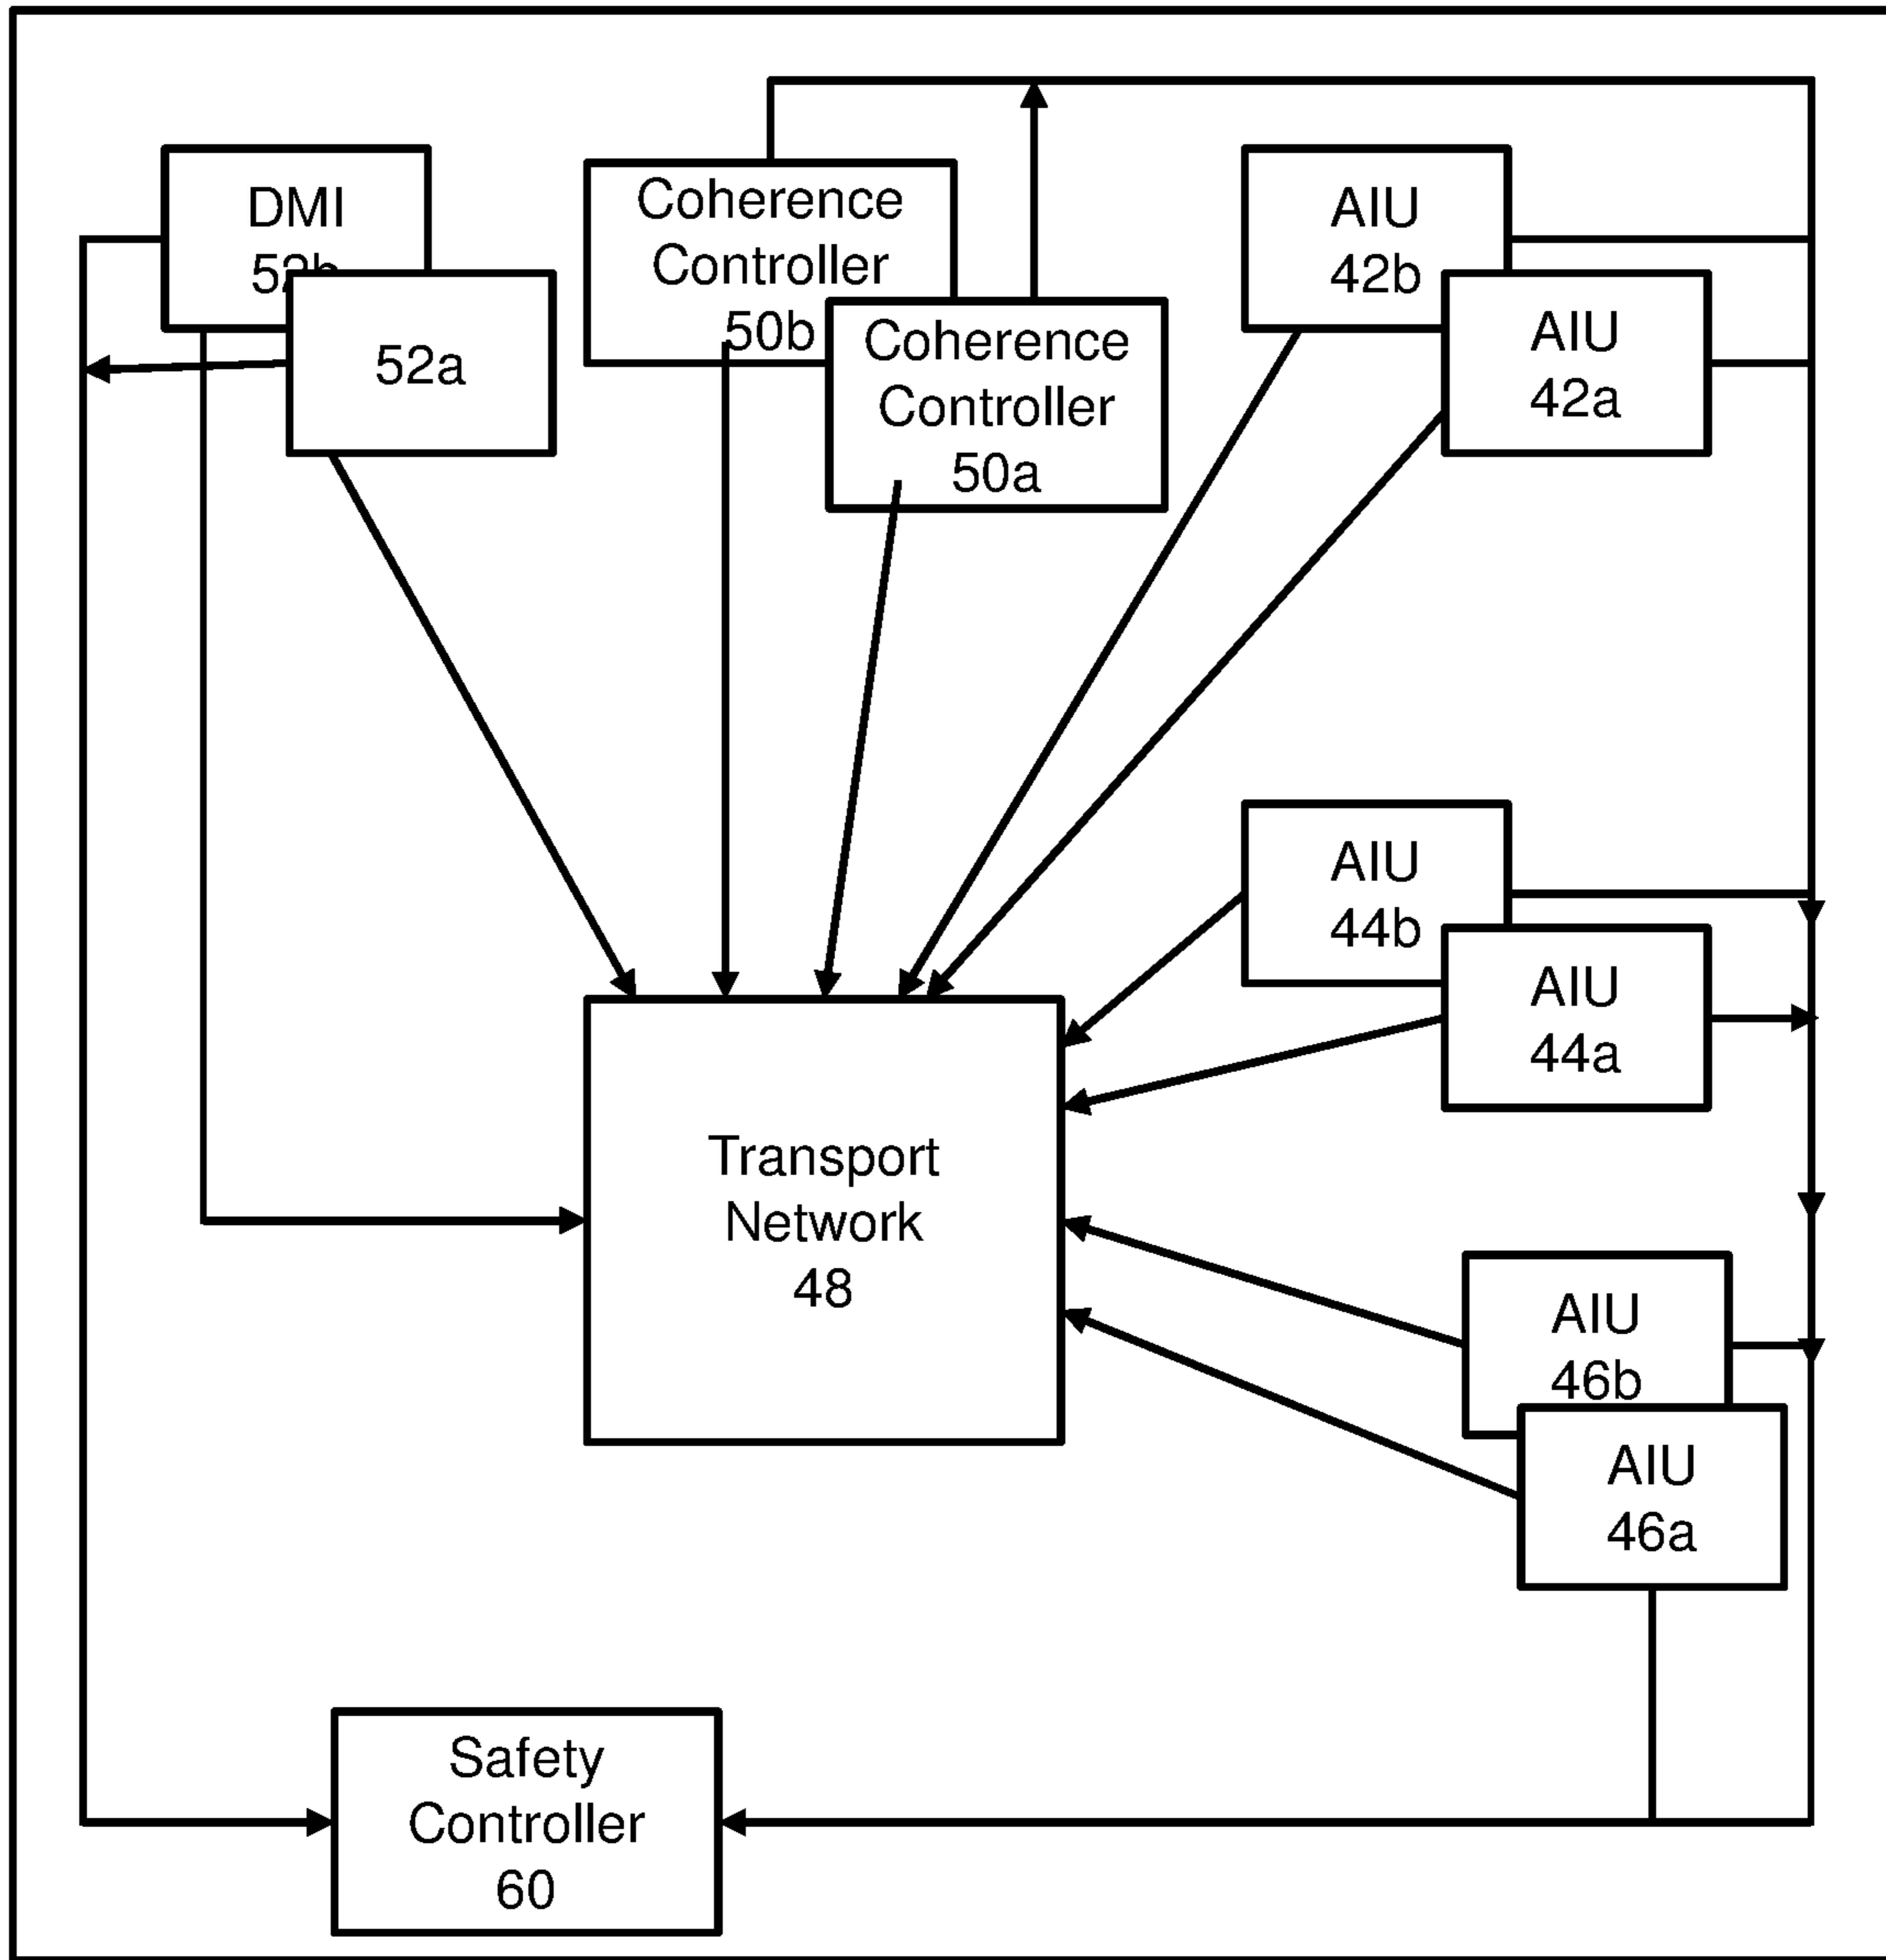 DMI
52b
52a
Coherence
Controller
50b
Coherence
Controller
50a
AIU
42b
AIU
42a
AIU
44b
AIU
44a
Transport
Network
48
AIU
46b
AIU
46a
Safety
Controller
60